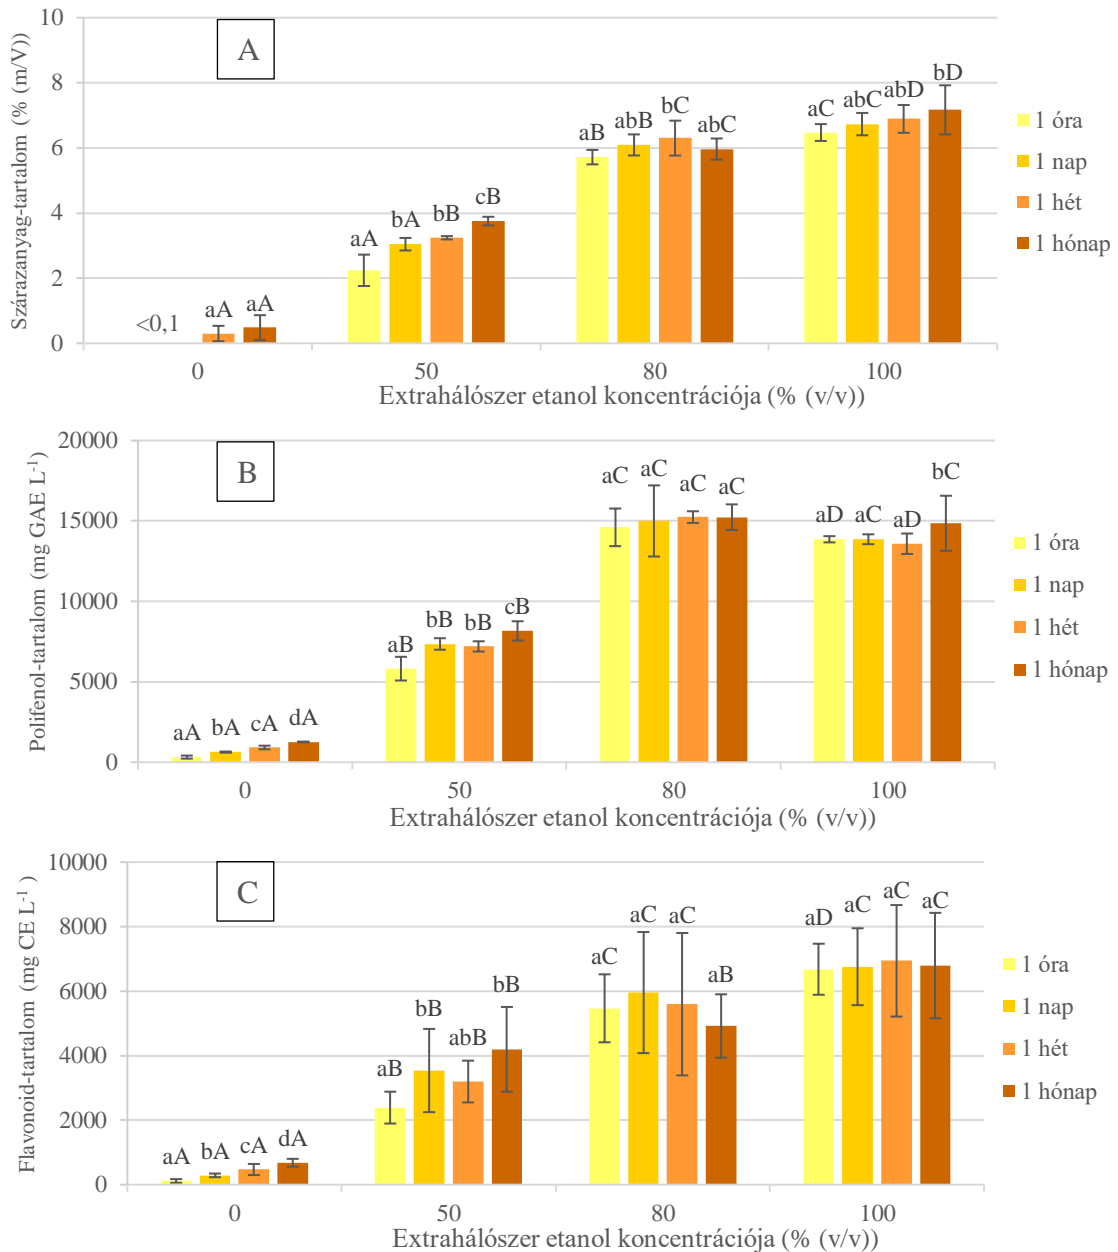 A
Szárazanyag-tartalom (% (m/V))
10
8
6
4
2
0
<0,1
aA aA
aA bA bB cB
aB abB bC abC
aC abC abD bD
0 50 80 100
Extrahálószer etanol koncentrációja (% (v/v))
1 óra
1 nap
1 hét
1 hónap
B
Polifenol-tartalom (mg GAE L-1)
20000
15000
10000
5000
0
aA bA cA dA
aB bB bB cB
aC aC aC aC
aD aC aD bC
0 50 80 100
Extrahálószer etanol koncentrációja (% (v/v))
1 óra
1 nap
1 hét
1 hónap
C
Flavonoid-tartalom (mg CE L-1 )
10000
8000
6000
4000
2000
0
aA bA cA dA
aB bB abB bB
aC aC aC aB
aD aC aC aC
0 50 80 100
Extrahálószer etanol koncentrációja (% (v/v))
1 óra
1 nap
1 hét
1 hónap